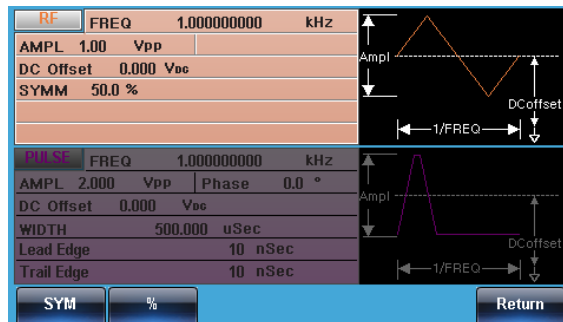 RF FREQ 1.000000000 kHz
AMPL 1.00 Vpp
DC Offset 0.000 VDC
SYMM 50.0 %
Ampl
DCoffset
1/FREQ
PULSE FREQ 1.000000000 kHz
AMPL 2.000 Vpp Phase 0.0 °
DC Offset 0.000 VDC
WIDTH 500.000 uSec
Lead Edge 10 nSec
Trail Edge 10 nSec
Ampl
DCoffset
1/FREQ
SYM % Return